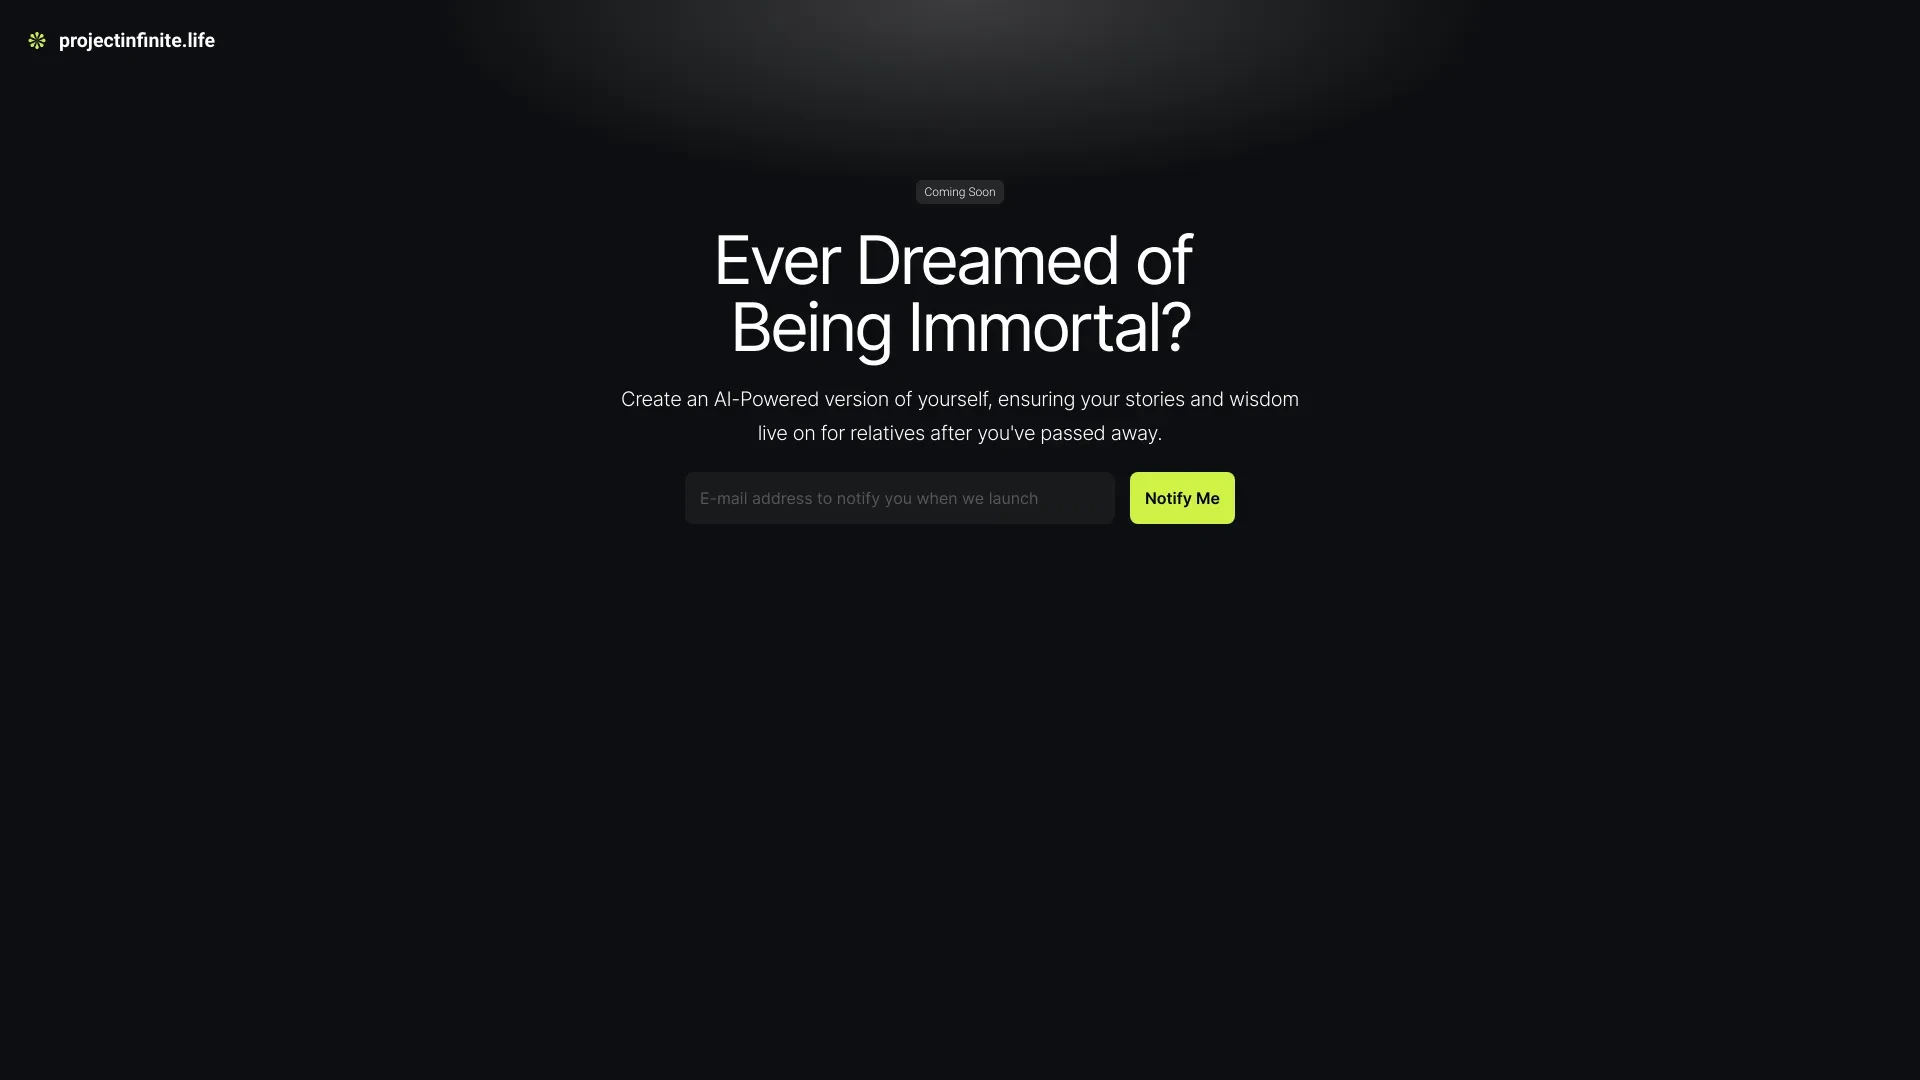 projectinfinite.life
Coming Soon
Ever Dreamed of
Being Immortal?
Create an AI-Powered version of yourself, ensuring your stories and wisdom
live on for relatives after you've passed away.
E-mail address to notify you when we launch
Notify Me